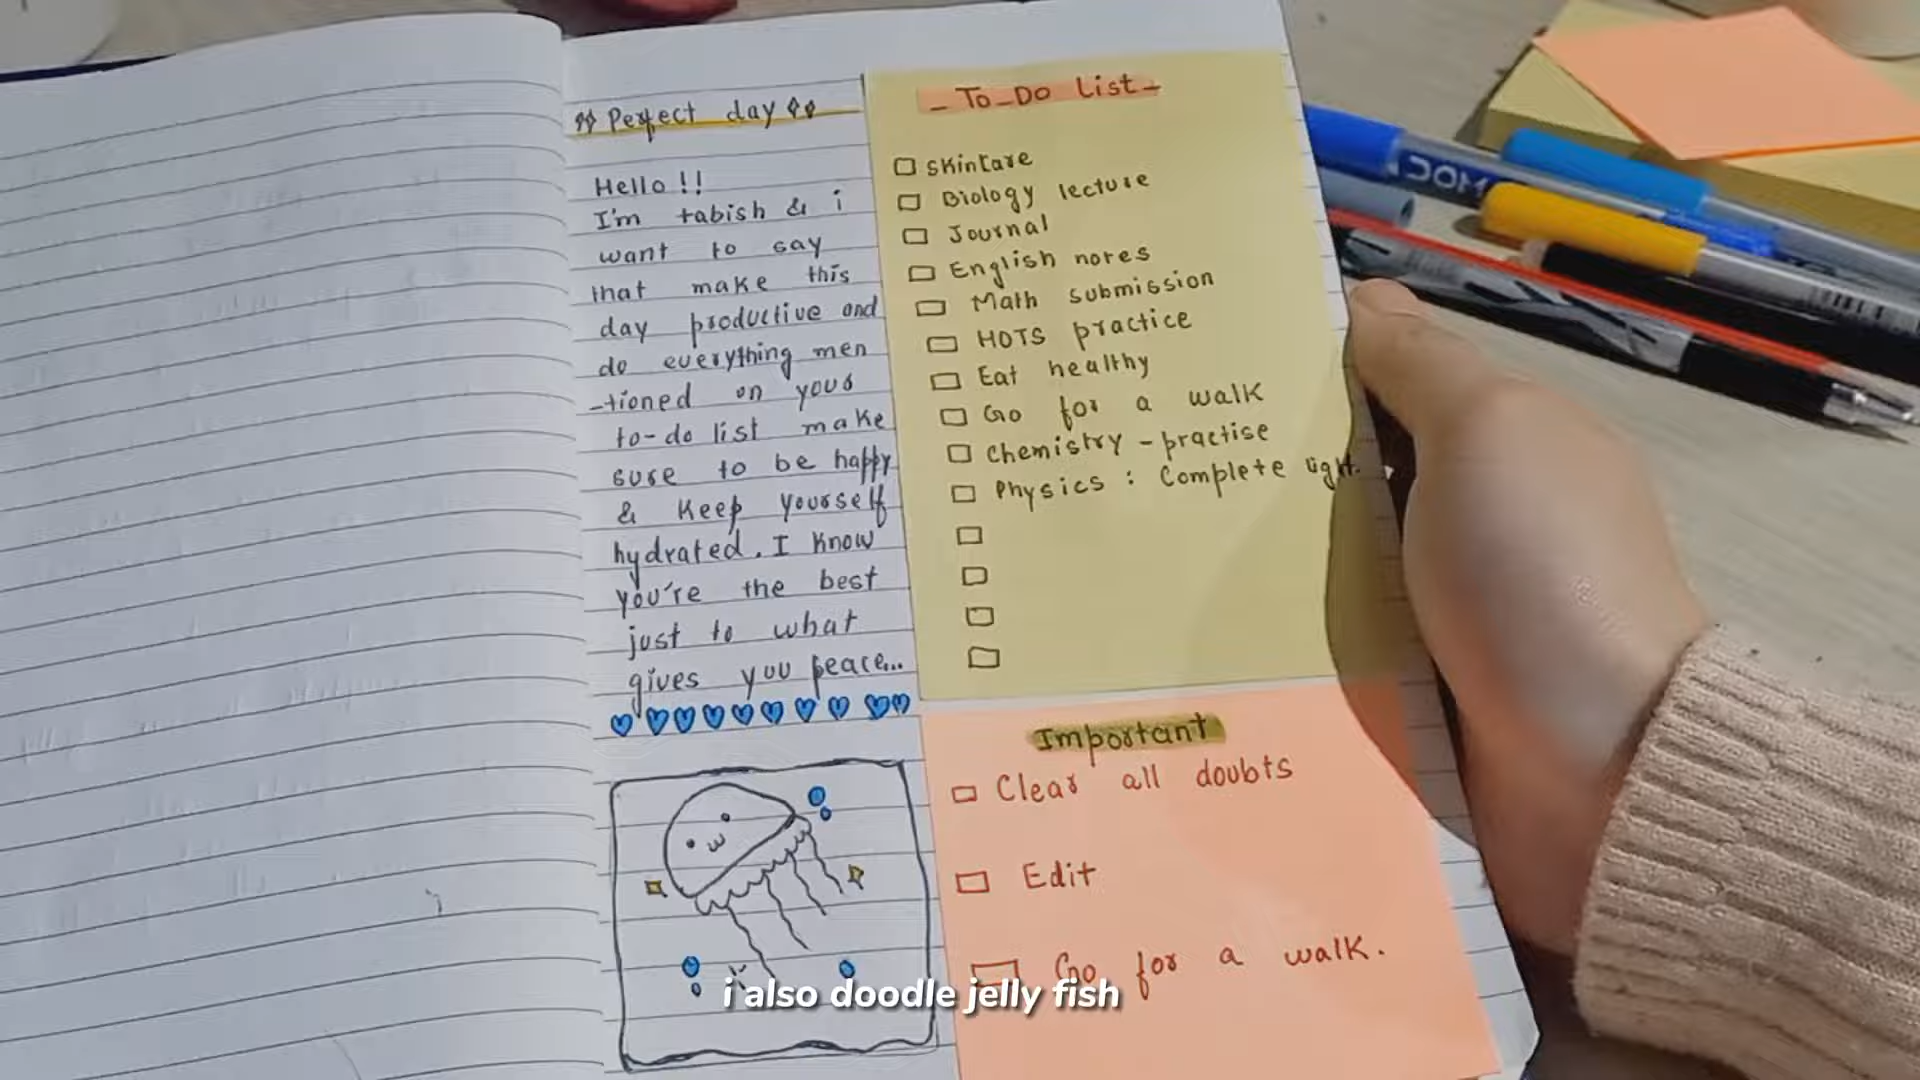 Perfect day
Hello !!
I'm tabish & i
want to say
that make this
day productive and
do everything men
-tioned on your
to-do list make
sure to be happy
& Keep yourself
hydrated. I know
you're the best
just to what
gives you peace...
_ To_Do List _
Skincare
Biology lecture
Journal
English notes
Math submission
HOTS practice
Eat healthy
Go for a walk
Chemistry - practise
Physics : Complete light.
Important
Clear all doubts
Edit
Go for a walk.
i also doodle jelly fish